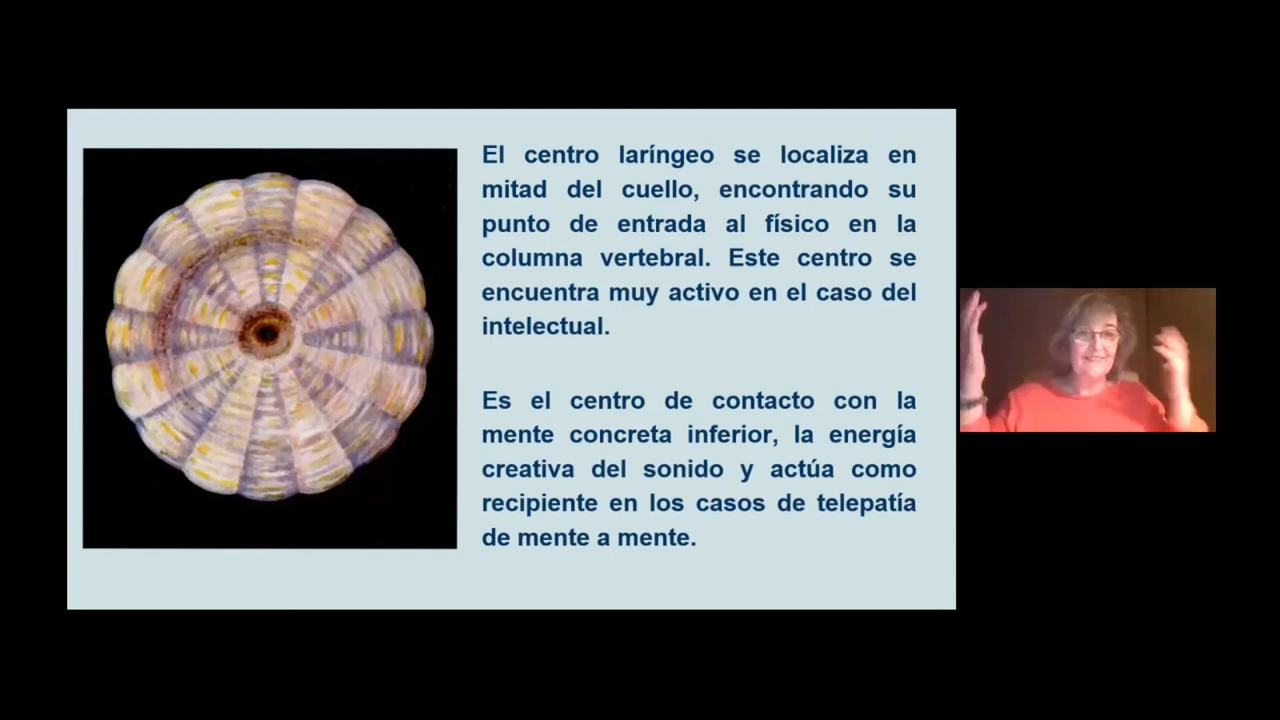 El centro laríngeo se localiza en
mitad del cuello, encontrando su
punto de entrada al físico en la
columna vertebral. Este centro se
encuentra muy activo en el caso del
intelectual.
Es el centro de contacto con la
mente concreta inferior, la energía
creativa del sonido y actúa como
recipiente en los casos de telepatía
de mente a mente.